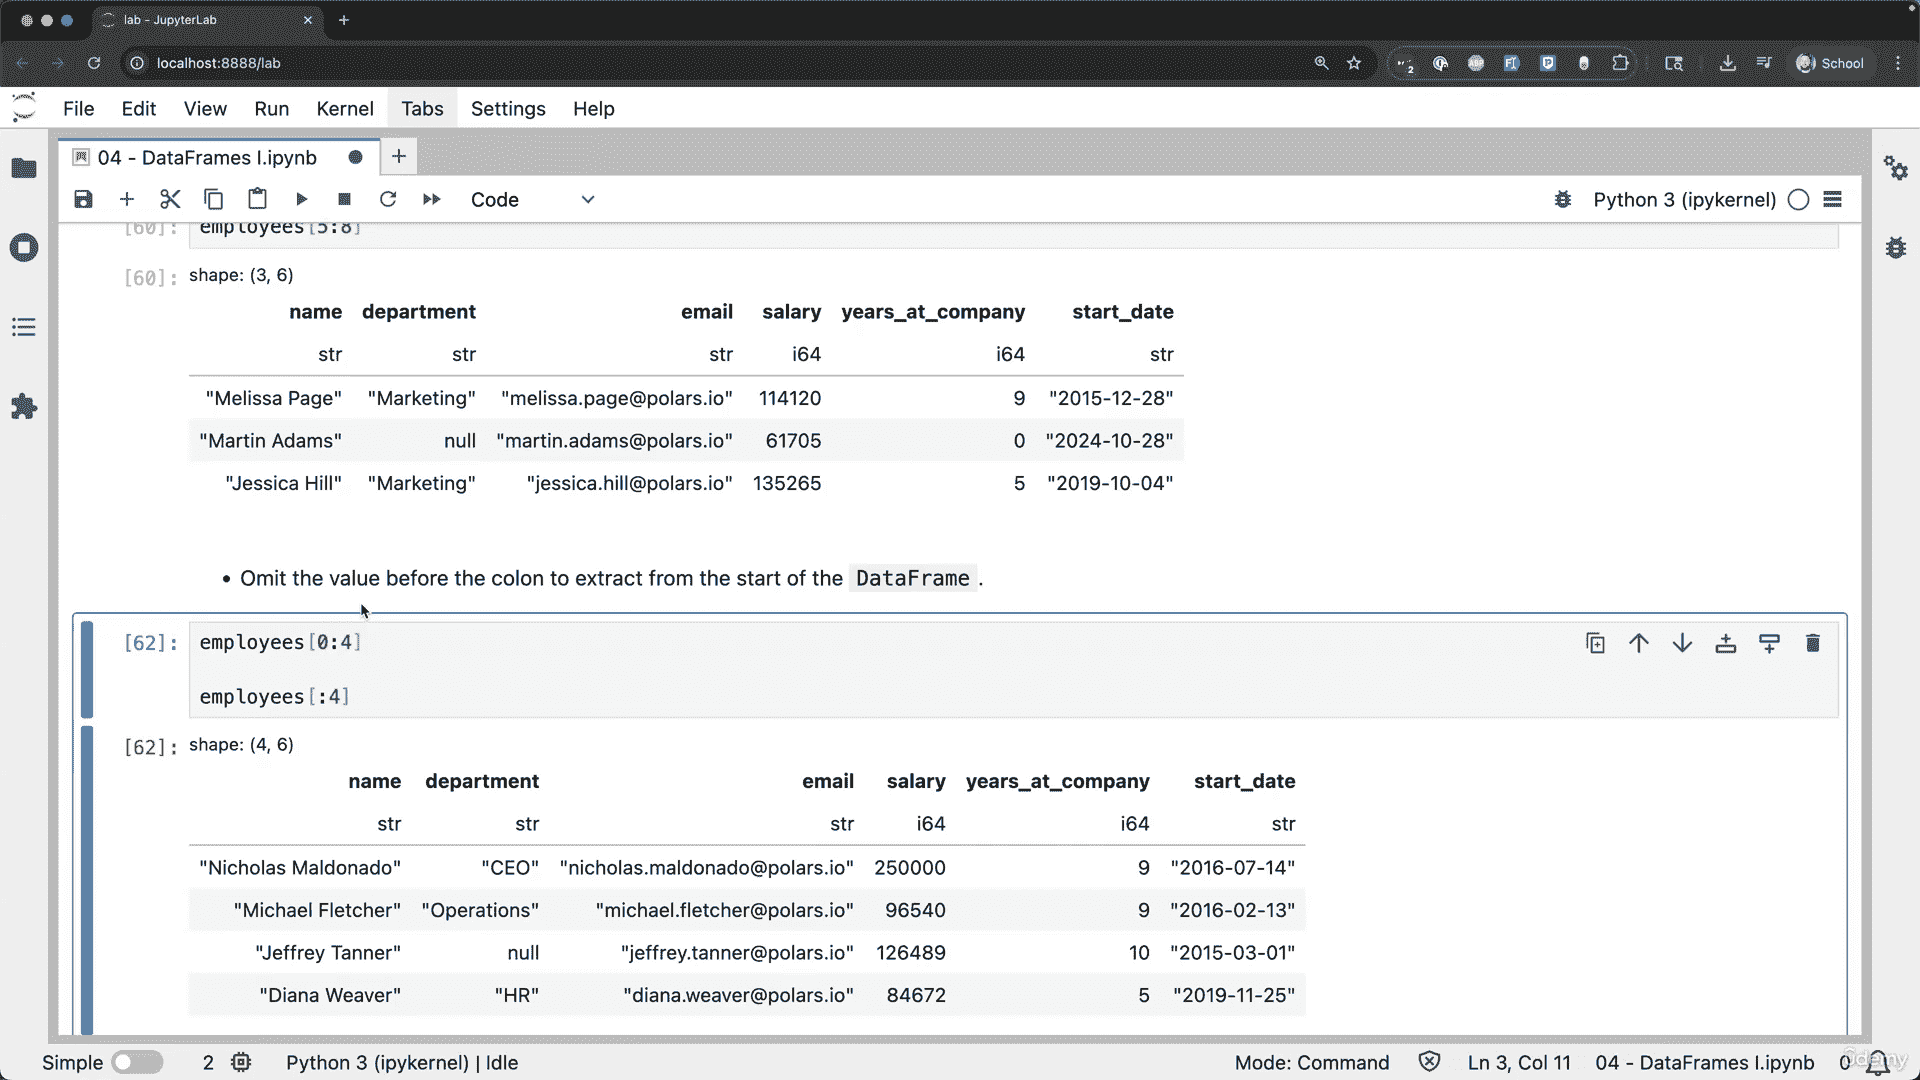 lab - JupyterLab
localhost:8888/lab
2
School
File Edit View Run Kernel Tabs Settings Help
04 - DataFrames I.ipynb
Code
Python 3 (ipykernel)
[60]: employees[5:8]
[60]: shape: (3, 6)
name department email salary years_at_company start_date
str str str i64 i64 str
"Melissa Page" "Marketing" "melissa.page@polars.io" 114120 9 "2015-12-28"
"Martin Adams" null "martin.adams@polars.io" 61705 0 "2024-10-28"
"Jessica Hill" "Marketing" "jessica.hill@polars.io" 135265 5 "2019-10-04"
• Omit the value before the colon to extract from the start of the DataFrame.
[62]: employees[0:4]
employees[:4]
[62]: shape: (4, 6)
name department email salary years_at_company start_date
str str str i64 i64 str
"Nicholas Maldonado" "CEO" "nicholas.maldonado@polars.io" 250000 9 "2016-07-14"
"Michael Fletcher" "Operations" "michael.fletcher@polars.io" 96540 9 "2016-02-13"
"Jeffrey Tanner" null "jeffrey.tanner@polars.io" 126489 10 "2015-03-01"
"Diana Weaver" "HR" "diana.weaver@polars.io" 84672 5 "2019-11-25"
Simple 2 Python 3 (ipykernel) | Idle Mode: Command Ln 3, Col 11 04 - DataFrames I.ipynb 0
udemy